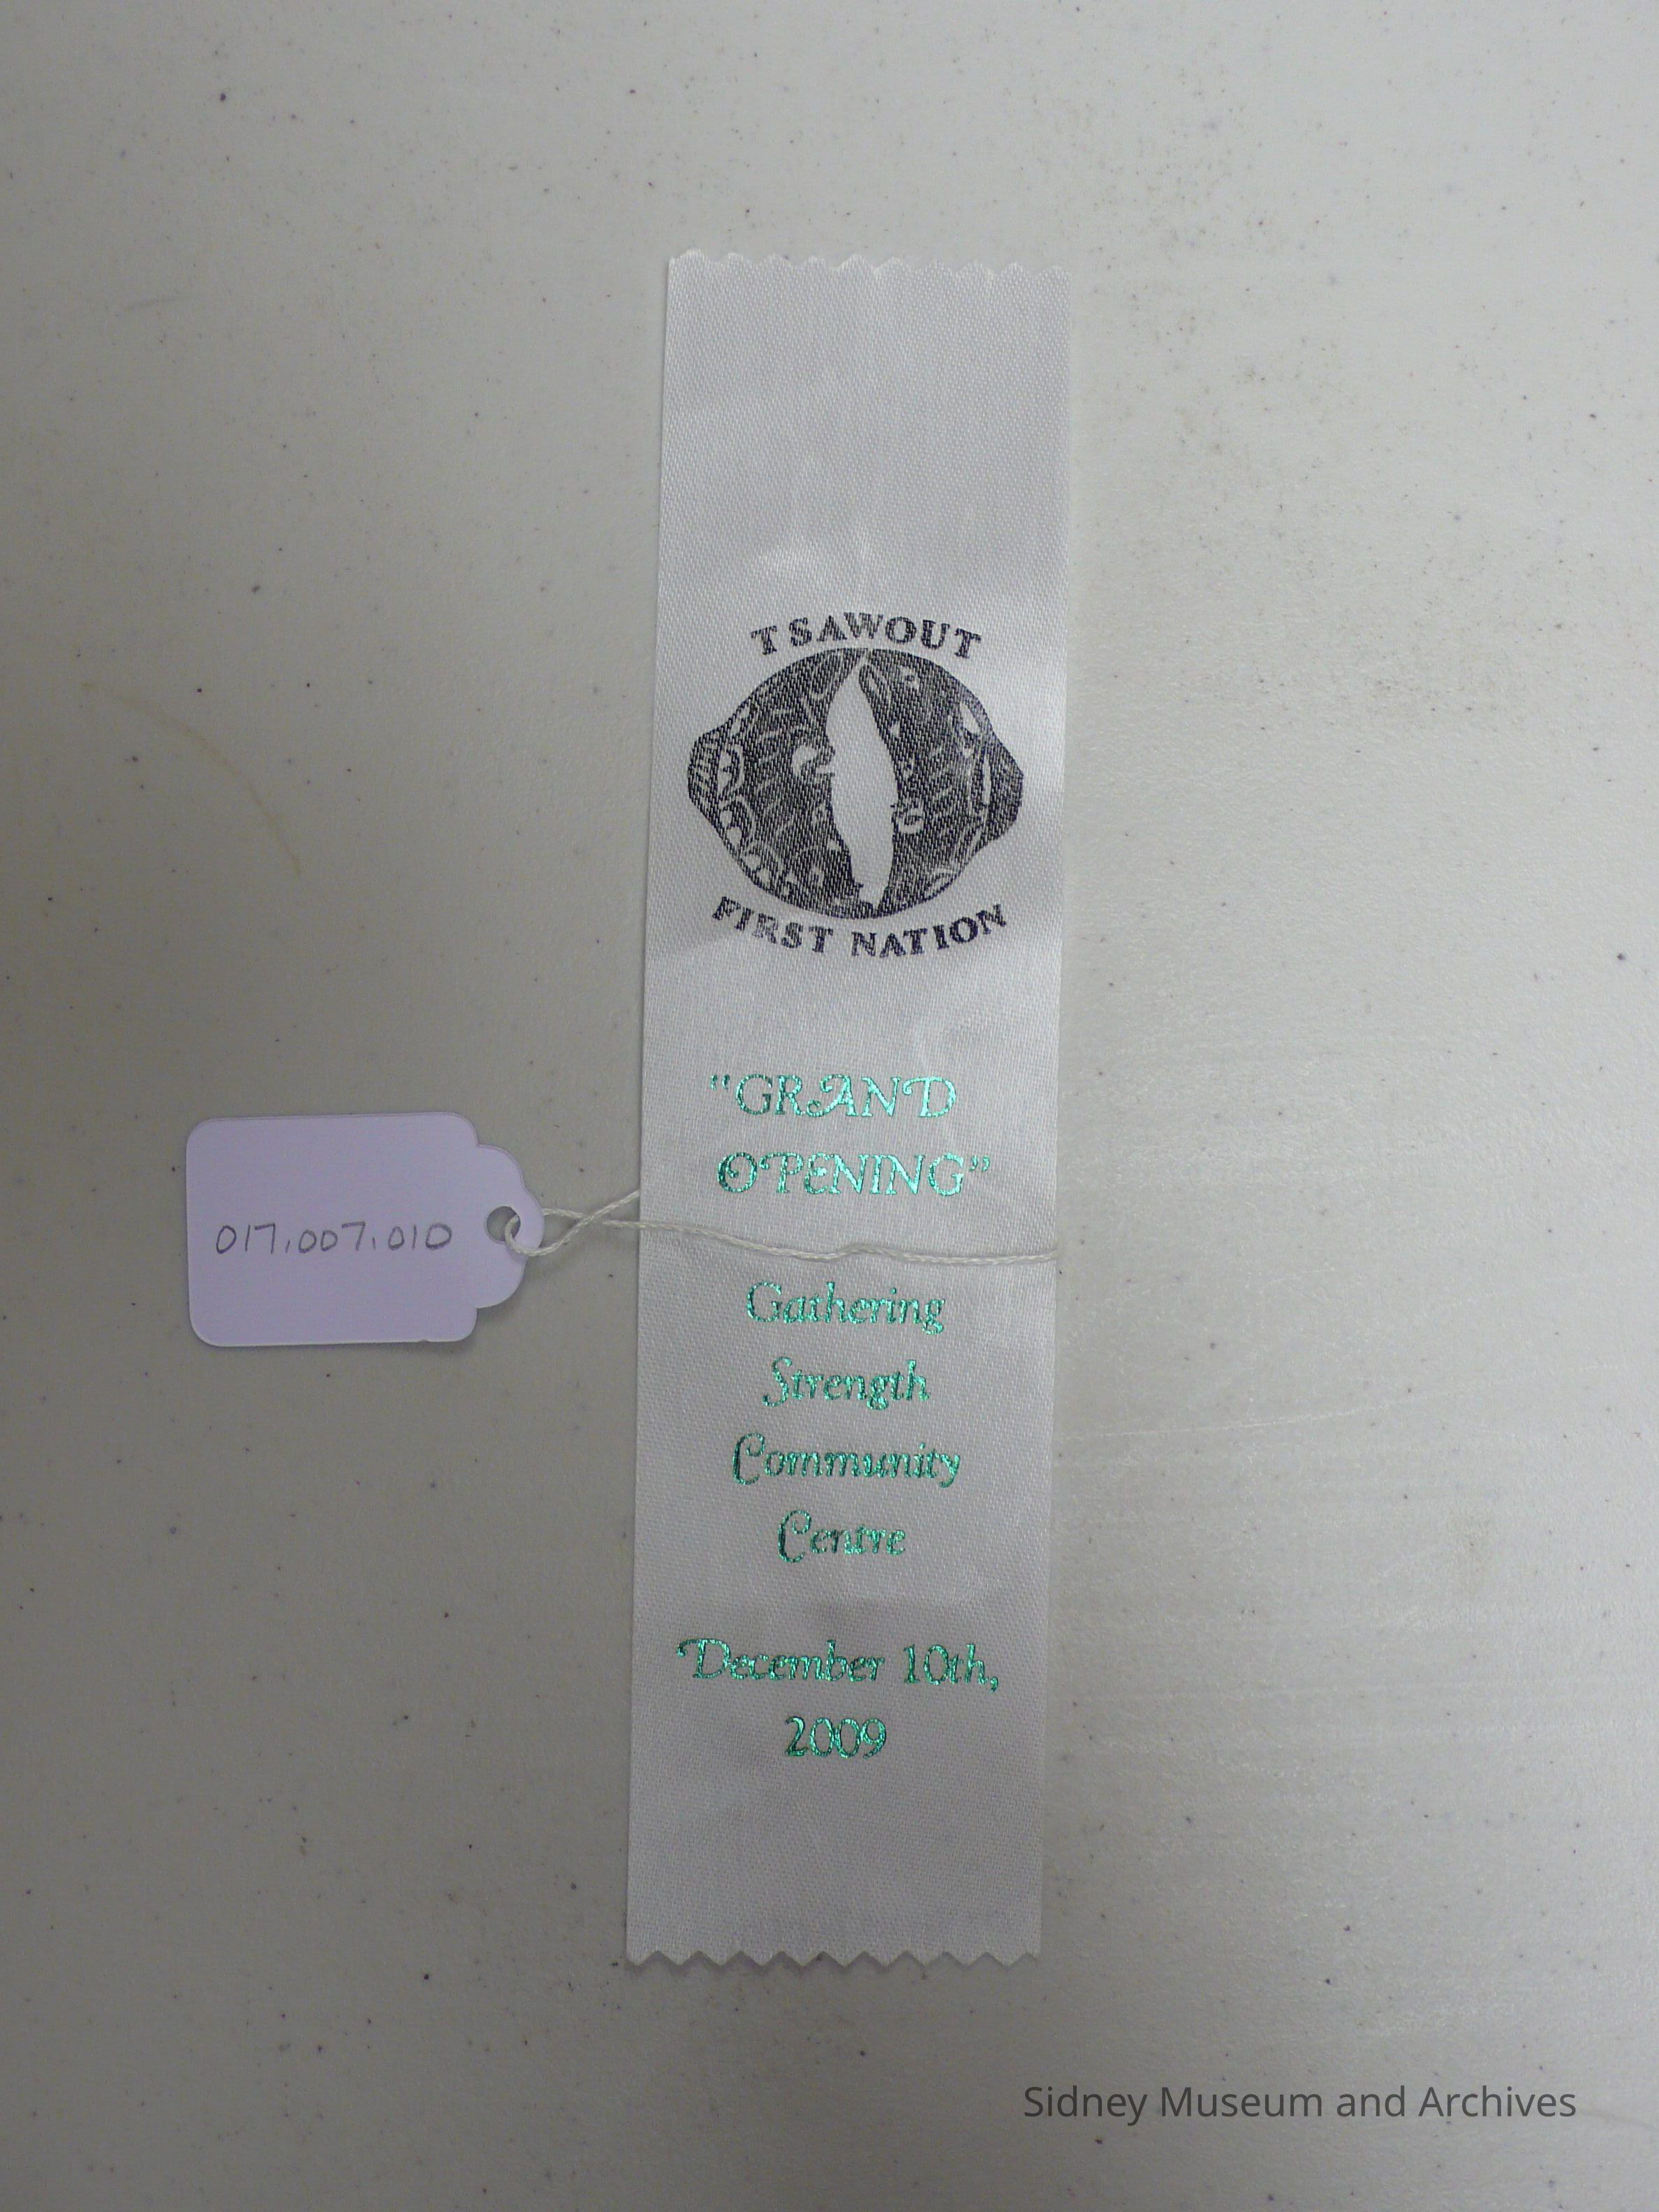 TSAWOUT
FIRST NATION
"GRAND
OPENING"
017.007.010
Gathering
Strength
Community
Centre
December 10th,
2009
Sidney Museum and Archives